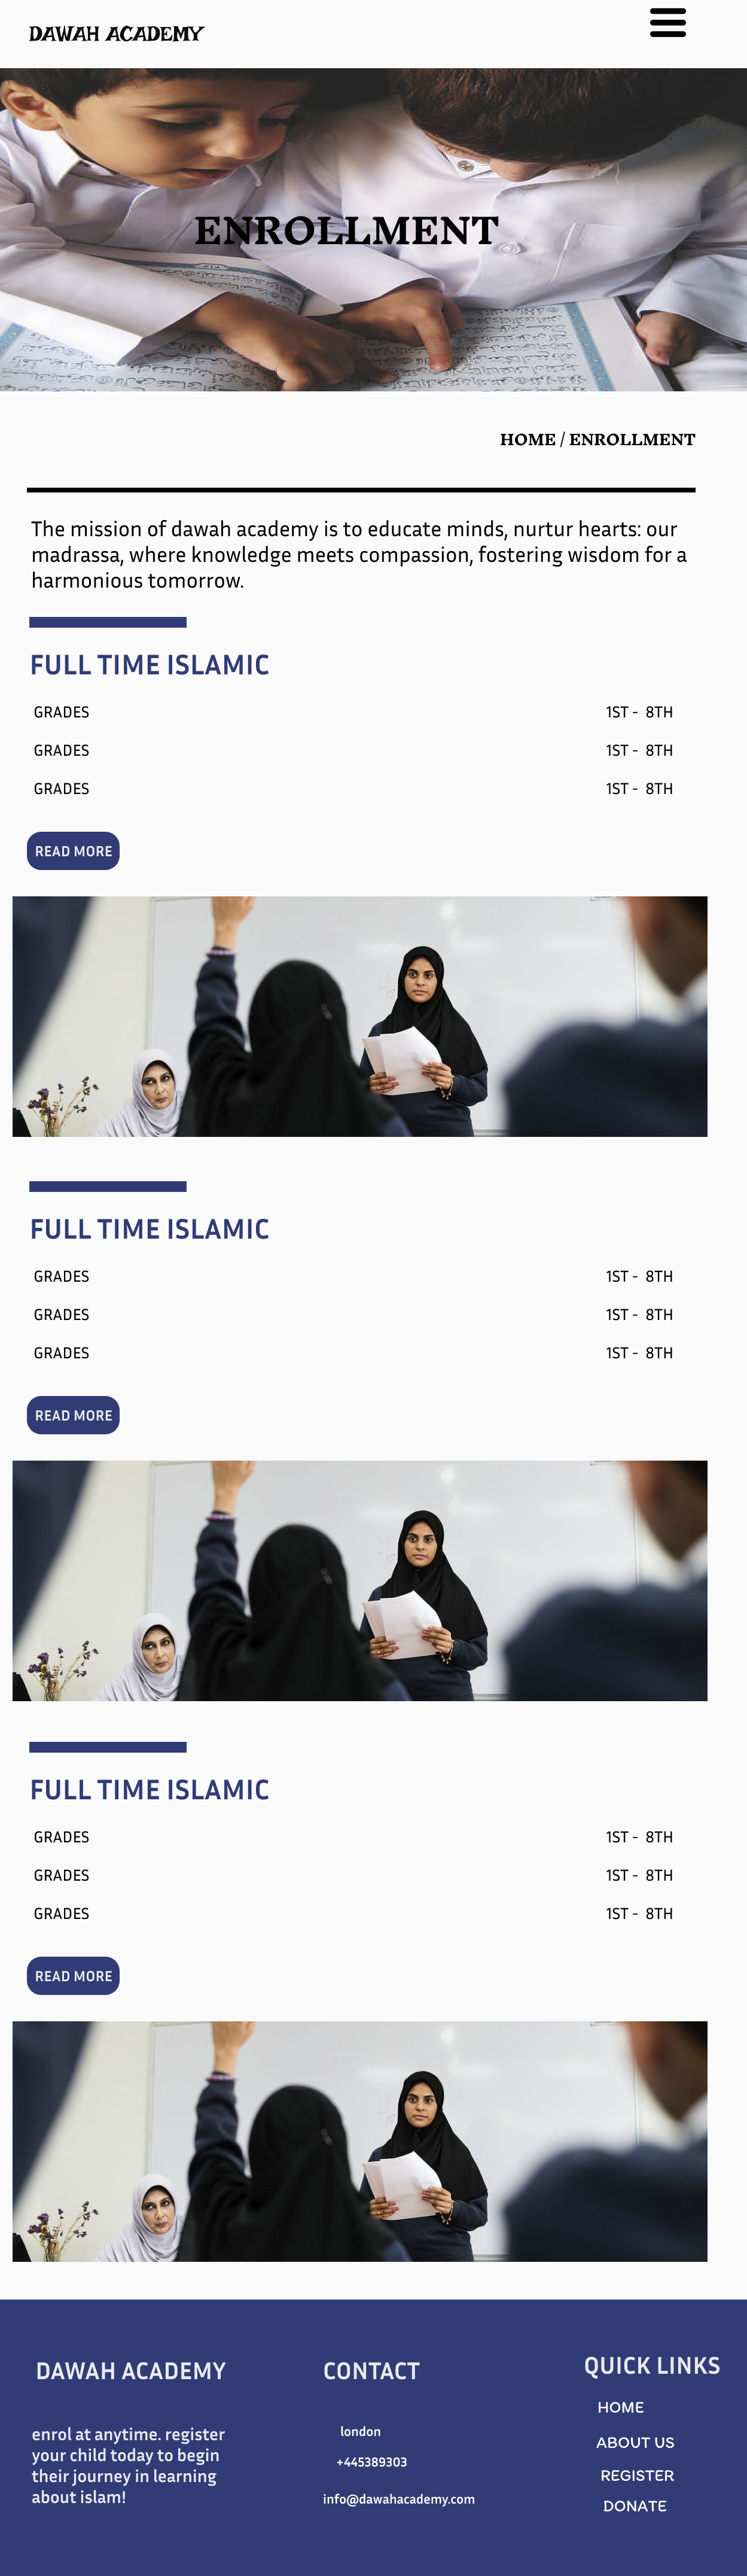 DAWAH ACADEMY
ENROLLMENT
HOME / ENROLLMENT
The mission of dawah academy is to educate minds, nurtur hearts: our
madrassa, where knowledge meets compassion, fostering wisdom for a
harmonious tomorrow.
FULL TIME ISLAMIC
GRADES 1ST - 8TH
GRADES 1ST - 8TH
GRADES 1ST - 8TH
READ MORE
FULL TIME ISLAMIC
GRADES 1ST - 8TH
GRADES 1ST - 8TH
GRADES 1ST - 8TH
READ MORE
FULL TIME ISLAMIC
GRADES 1ST - 8TH
GRADES 1ST - 8TH
GRADES 1ST - 8TH
READ MORE
DAWAH ACADEMY
enrol at anytime. register
your child today to begin
their journey in learning
about islam!
CONTACT
london
+445389303
info@dawahacademy.com
QUICK LINKS
HOME
ABOUT US
REGISTER
DONATE